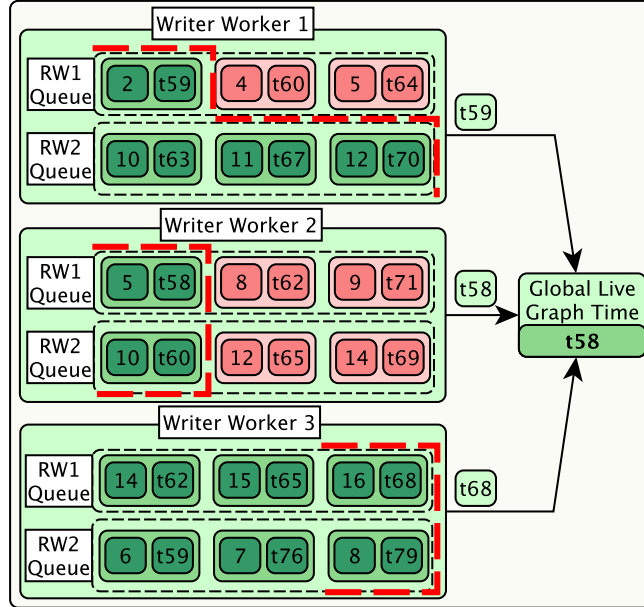 Writer Worker 1
RW1 Queue
2 t59 4 t60 5 t64
RW2 Queue
10 t63 11 t67 12 t70
t59
Writer Worker 2
RW1 Queue
5 t58 8 t62 9 t71
RW2 Queue
10 t60 12 t65 14 t69
t58
Global Live
Graph Time
t58
Writer Worker 3
RW1 Queue
14 t62 15 t65 16 t68
RW2 Queue
6 t59 7 t76 8 t79
t68